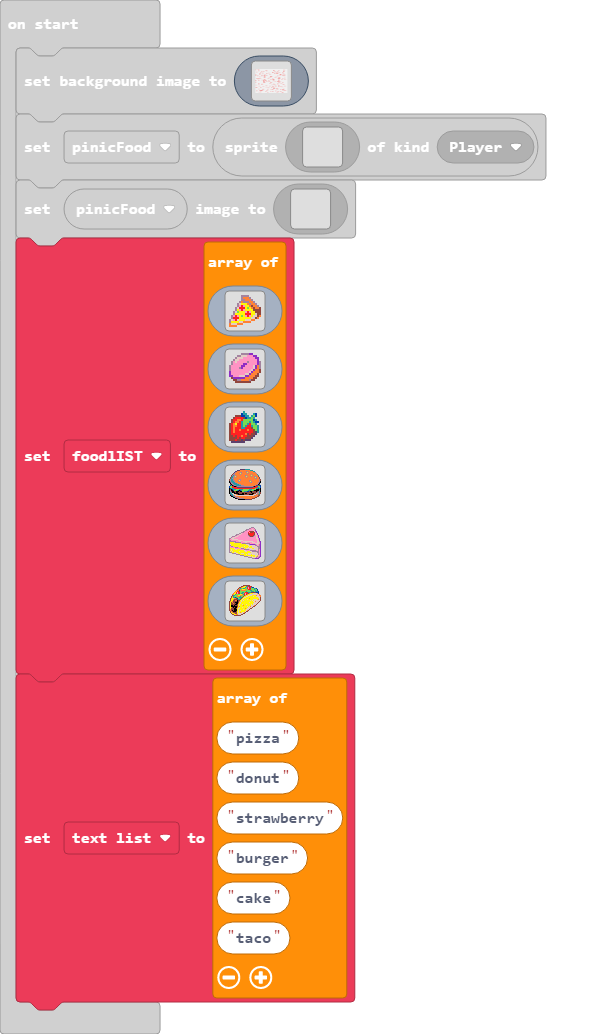 on start
set background image to
set pinicFood to sprite of kind Player
set pinicFood image to
set foodlIST to array of
set text list to array of
"pizza"
"donut"
"strawberry"
"burger"
"cake"
"taco"